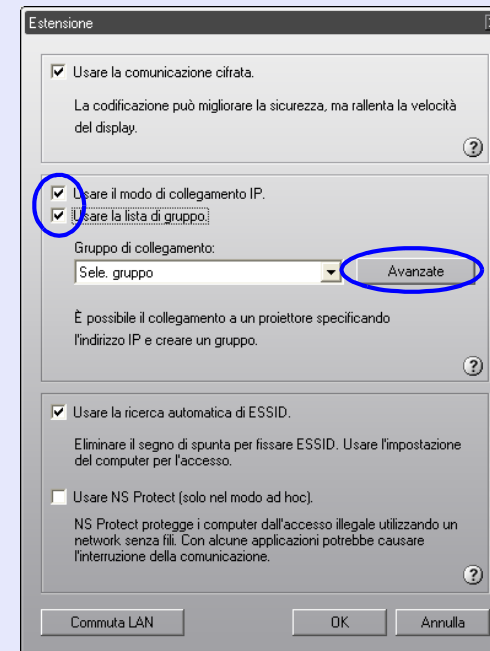 Estensione
Usare la comunicazione cifrata.
La codificazione può migliorare la sicurezza, ma rallenta la velocità
del display.
?
Usare il modo di collegamento IP.
Usare la lista di gruppo.
Gruppo di collegamento:
Sele. gruppo
Avanzate
È possibile il collegamento a un proiettore specificando
l'indirizzo IP e creare un gruppo.
?
Usare la ricerca automatica di ESSID.
Eliminare il segno di spunta per fissare ESSID. Usare l'impostazione
del computer per l'accesso.
Usare NS Protect (solo nel modo ad hoc).
NS Protect protegge i computer dall'accesso illegale utilizzando un
network senza fili. Con alcune applicazioni potrebbe causare
l'interruzione della comunicazione.
?
Commuta LAN
OK
Annulla